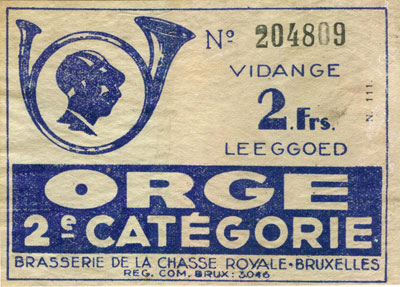 Nº 204809
VIDANGE
2.Frs.
LEEGGOED
N. 111.
ORGE
2e CATÉGORIE
BRASSERIE DE LA CHASSE ROYALE-BRUXELLES
REG. COM. BRUX: 3046